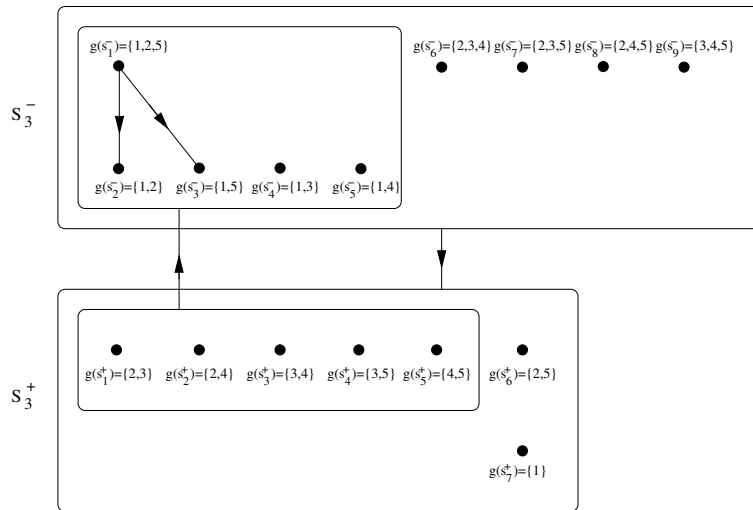 g(s₁⁻)={1,2,5}
g(s₆⁻)={2,3,4} g(s₇⁻)={2,3,5} g(s₈⁻)={2,4,5} g(s₉⁻)={3,4,5}
S₃⁻
g(s₂⁻)={1,2} g(s₃⁻)={1,5} g(s₄⁻)={1,3} g(s₅⁻)={1,4}
g(s₁⁺)={2,3} g(s₂⁺)={2,4} g(s₃⁺)={3,4} g(s₄⁺)={3,5} g(s₅⁺)={4,5} g(s₆⁺)={2,5}
S₃⁺
g(s₇⁺)={1}